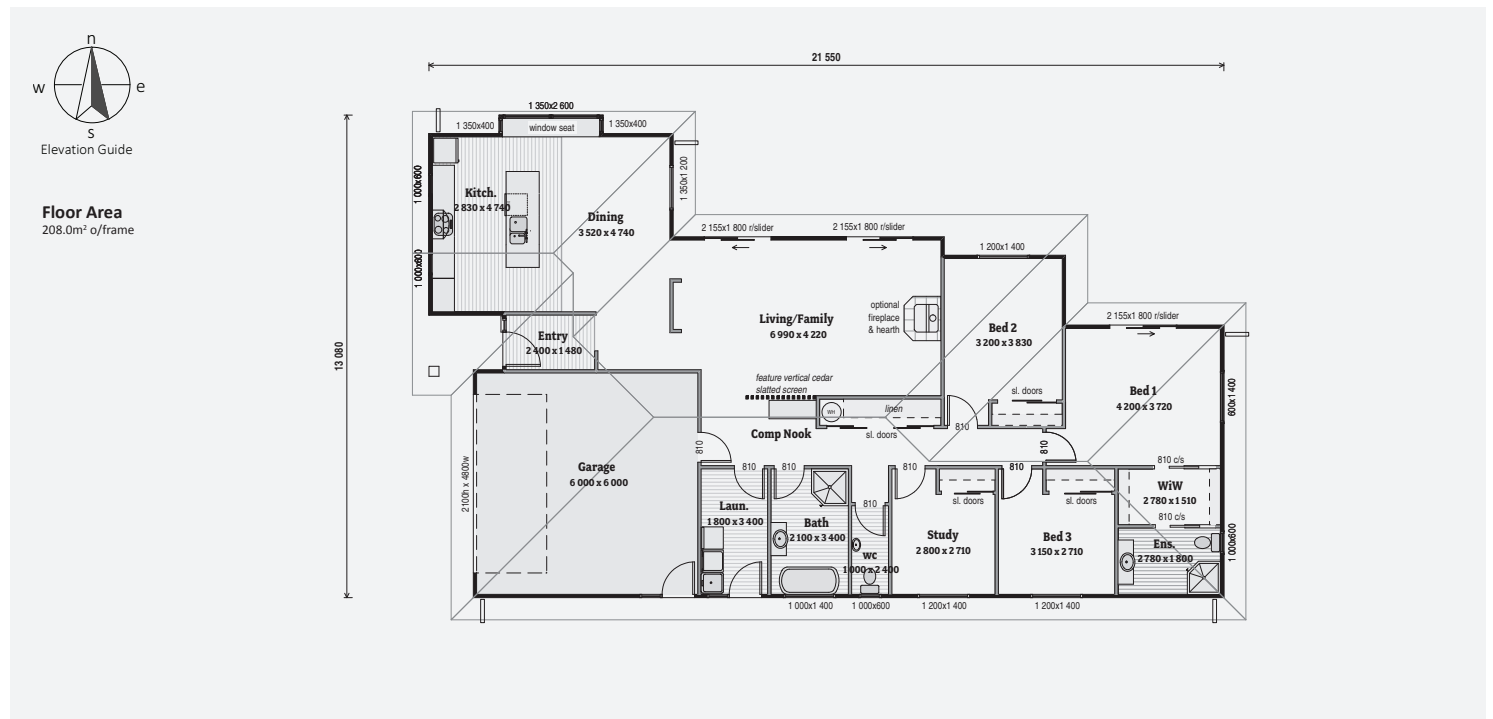 n
w e
s
Elevation Guide
Floor Area
208.0m² o/frame
21 550
13 080
1 350x2 600
1 350x400
window seat
1 350x400
1 000x600
1 000x600
1 350x1 200
Kitch.
2 830 x 4 740
Dining
3 520 x 4 740
2 155x1 800 r/slider
2 155x1 800 r/slider
1 200x1 400
Entry
2 400 x 1 480
Living/Family
6 990 x 4 220
optional
fireplace
& hearth
Bed 2
3 200 x 3 830
2 155x1 800 r/slider
feature vertical cedar
slatted screen
WH
linen
sl. doors
sl. doors
810
Bed 1
4 200 x 3 720
600x1 400
Comp Nook
810
810
Garage
6 000 x 6 000
2100h x 4800w
810
810
810
810
810
810 c/s
Laun.
1 800 x 3 400
Bath
2 100 x 3 400
810
wc
1 000 x 2 400
sl. doors
Study
2 800 x 2 710
sl. doors
Bed 3
3 150 x 2 710
WiW
2 780 x 1 510
810 c/s
Ens.
2 780 x 1 800
1 000x600
1 000x1 400
1 000x600
1 200x1 400
1 200x1 400